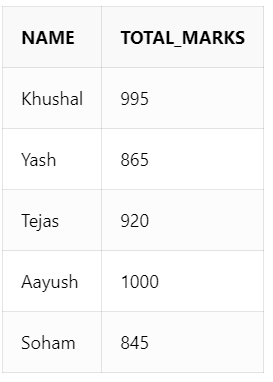 NAME TOTAL_MARKS
Khushal 995
Yash 865
Tejas 920
Aayush 1000
Soham 845